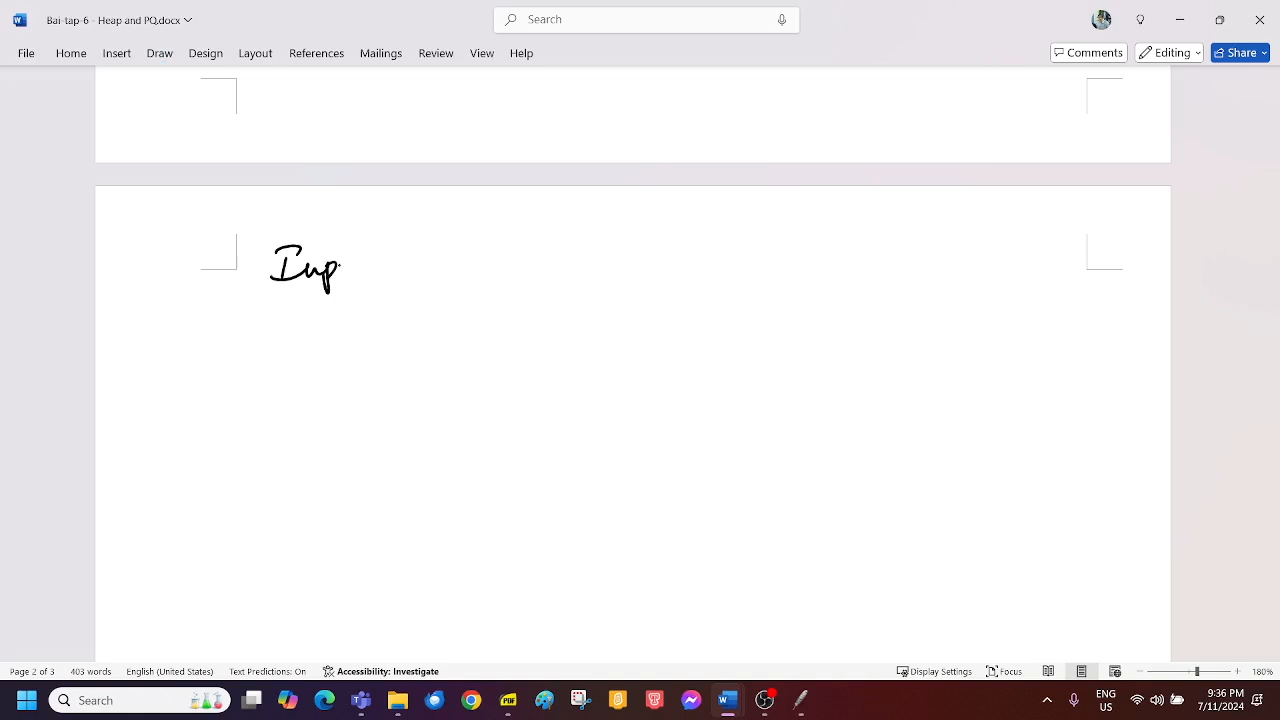 Bai-tap-6 - Heap and PQ.docx
Search
File Home Insert Draw Design Layout References Mailings Review View Help
Comments Editing Share
Inp
Page 2 of 3 403 words English (United States) Text Predictions: On Accessibility: Investigate Display Settings Focus 180%
Search PDF ENG US 9:36 PM 7/11/2024